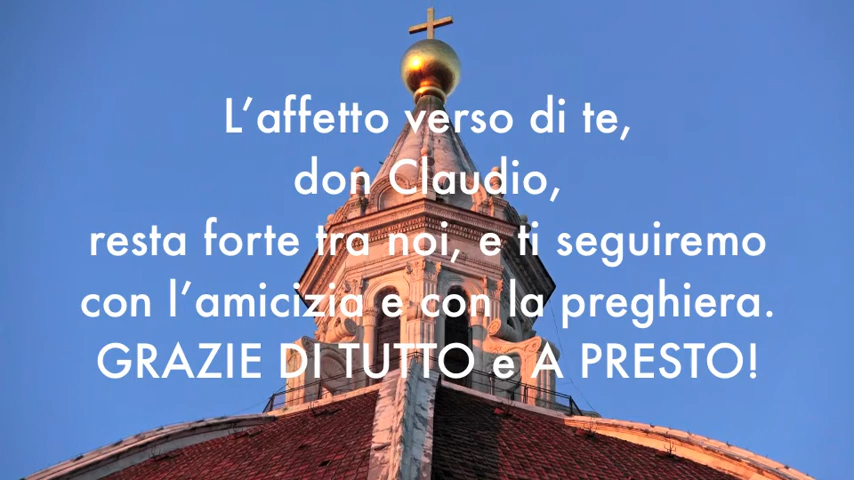 L’affetto verso di te,
don Claudio,
resta forte tra noi, e ti seguiremo
con l’amicizia e con la preghiera.
GRAZIE DI TUTTO e A PRESTO!